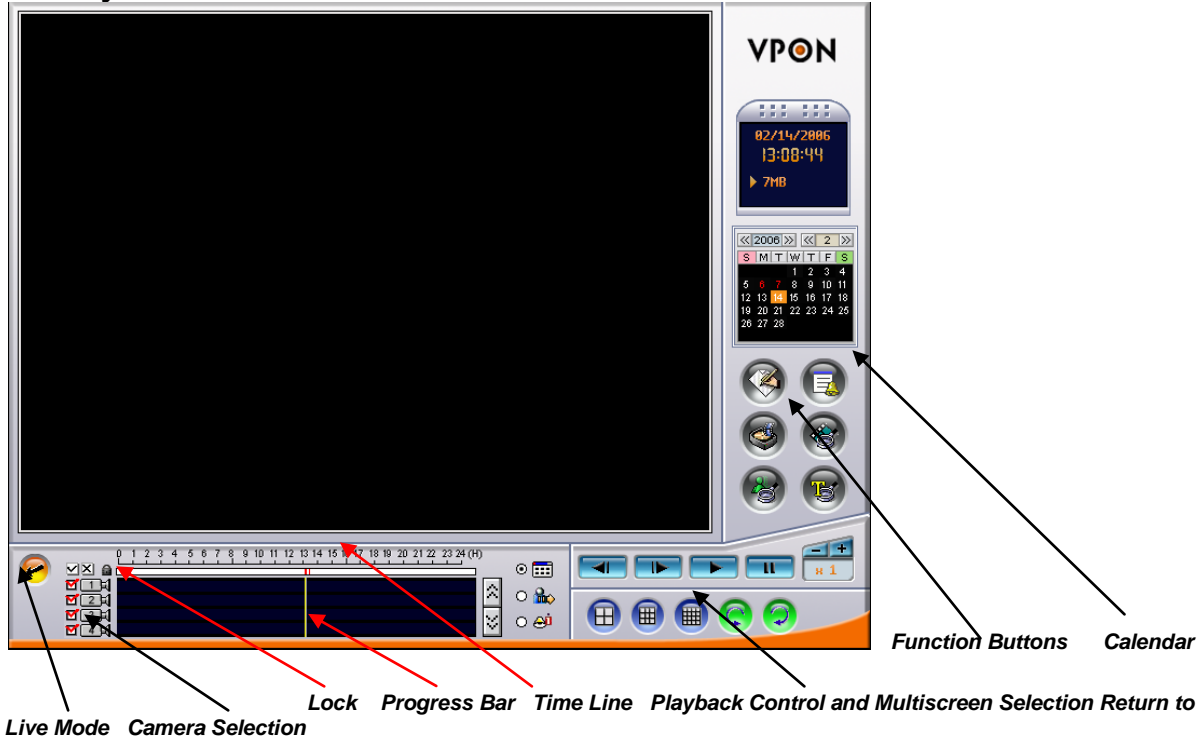 VPON
02/14/2006
13:08:44
7MB
2006 2
S M T W T F S
1 2 3 4
5 6 7 8 9 10 11
12 13 14 15 16 17 18
19 20 21 22 23 24 25
26 27 28
0 1 2 3 4 5 6 7 8 9 10 11 12 13 14 15 16 17 18 19 20 21 22 23 24 (H)
1
2
3
4
x 1
T
Function Buttons Calendar
Lock Progress Bar Time Line Playback Control and Multiscreen Selection Return to
Live Mode Camera Selection